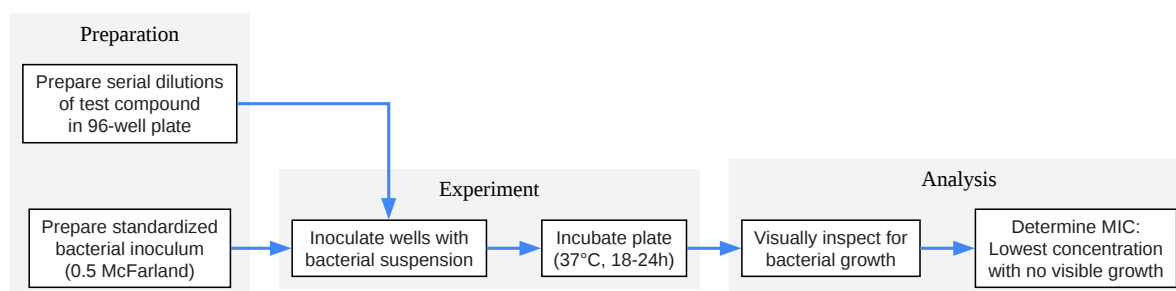 Preparation
Prepare serial dilutions
of test compound
in 96-well plate
Prepare standardized
bacterial inoculum
(0.5 McFarland)
Experiment
Inoculate wells with
bacterial suspension
Incubate plate
(37°C, 18-24h)
Analysis
Visually inspect for
bacterial growth
Determine MIC:
Lowest concentration
with no visible growth